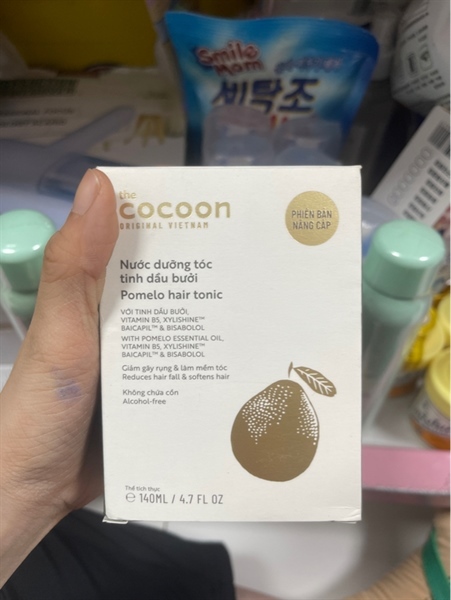 Smile
Mom
세탁조
the
cocoon
ORIGINAL VIETNAM
PHIÊN BẢN
NÂNG CẤP
Nước dưỡng tóc
tinh dầu bưởi
Pomelo hair tonic
VỚI TINH DẦU BƯỞI,
VITAMIN B5, XYLISHINE™
BAICAPIL™ & BISABOLOL
WITH POMELO ESSENTIAL OIL,
VITAMIN B5, XYLISHINE™
BAICAPIL™ & BISABOLOL
Giảm gãy rụng & làm mềm tóc
Reduces hair fall & softens hair
Không chứa cồn
Alcohol-free
Thể tích thực
℮ 140ML / 4.7 FL OZ